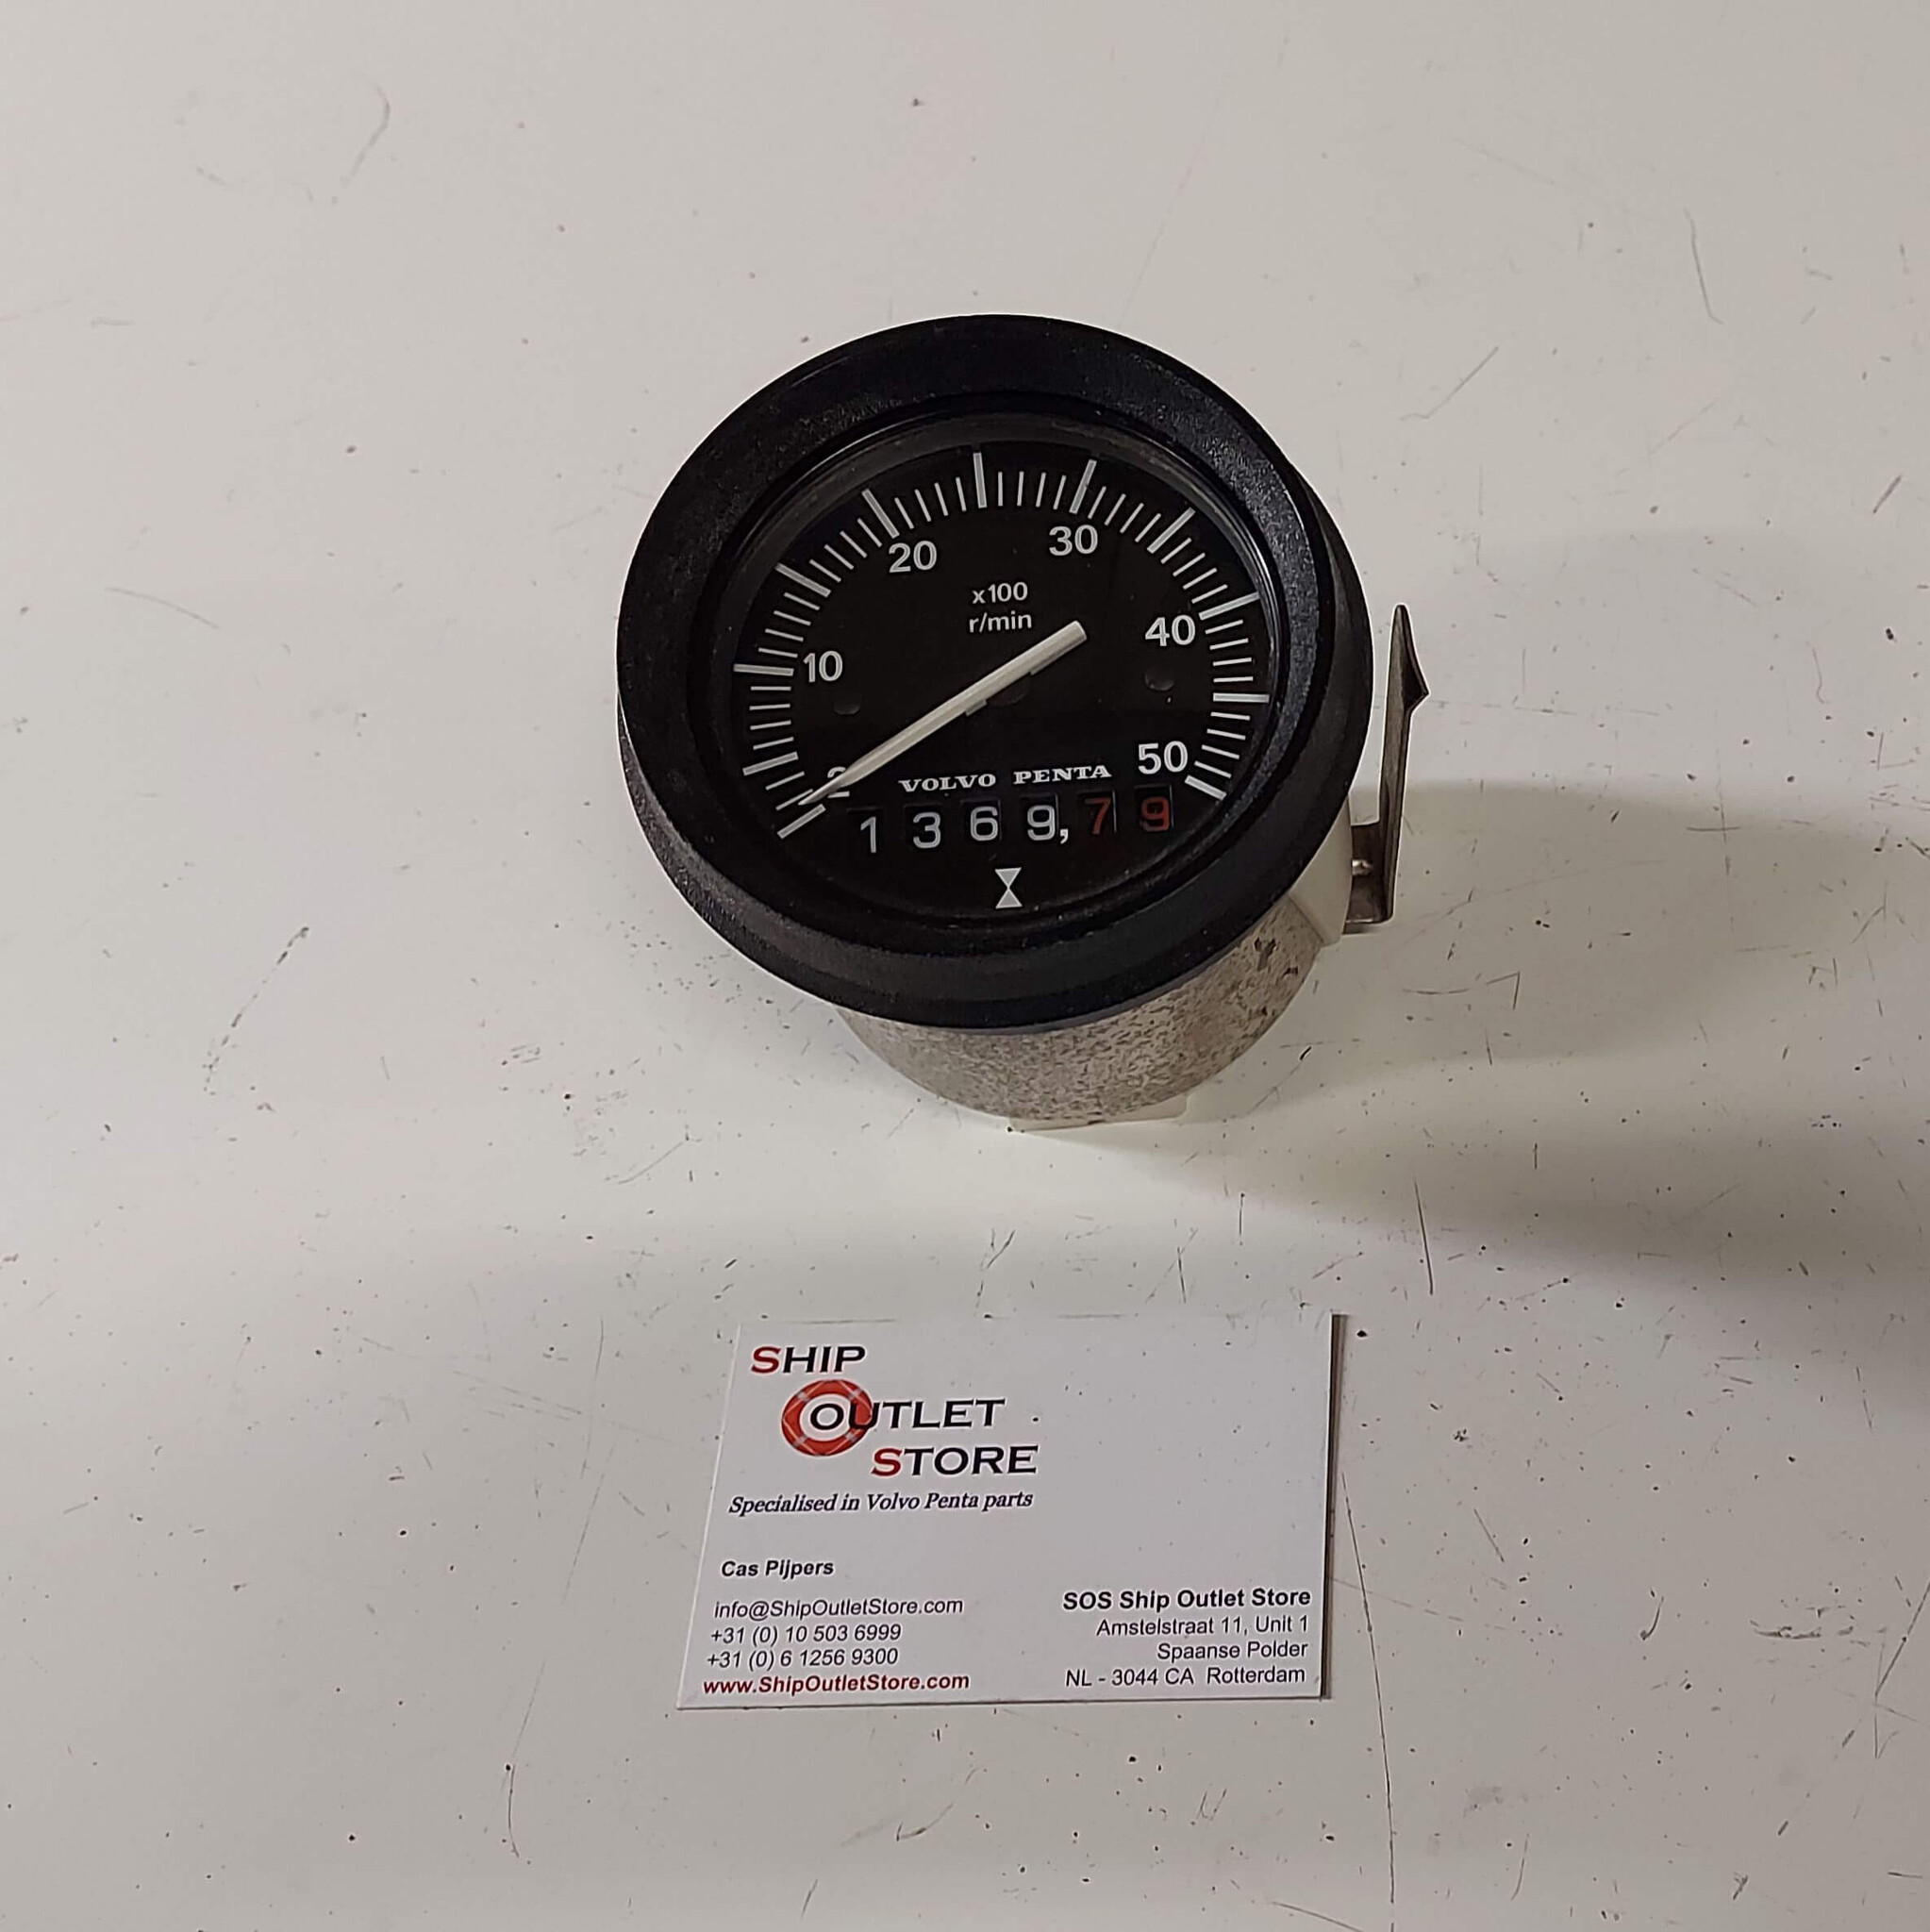 20
30
x100
r/min
10
40
2
50
VOLVO PENTA
1369,79
SHIP
OUTLET
STORE
Specialised in Volvo Penta parts
Cas Pijpers
info@ShipOutletStore.com
+31 (0) 10 503 6999
+31 (0) 6 1256 9300
www.ShipOutletStore.com
SOS Ship Outlet Store
Amstelstraat 11, Unit 1
Spaanse Polder
NL - 3044 CA Rotterdam